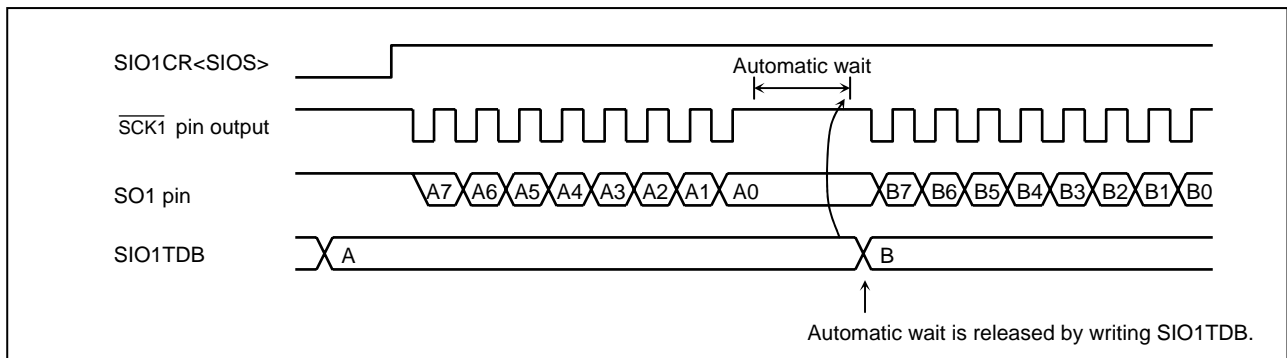 SIO1CR<SIOS>
Automatic wait
SCK1 pin output
SO1 pin
A7 A6 A5 A4 A3 A2 A1 A0 B7 B6 B5 B4 B3 B2 B1 B0
SIO1TDB
A B
Automatic wait is released by writing SIO1TDB.